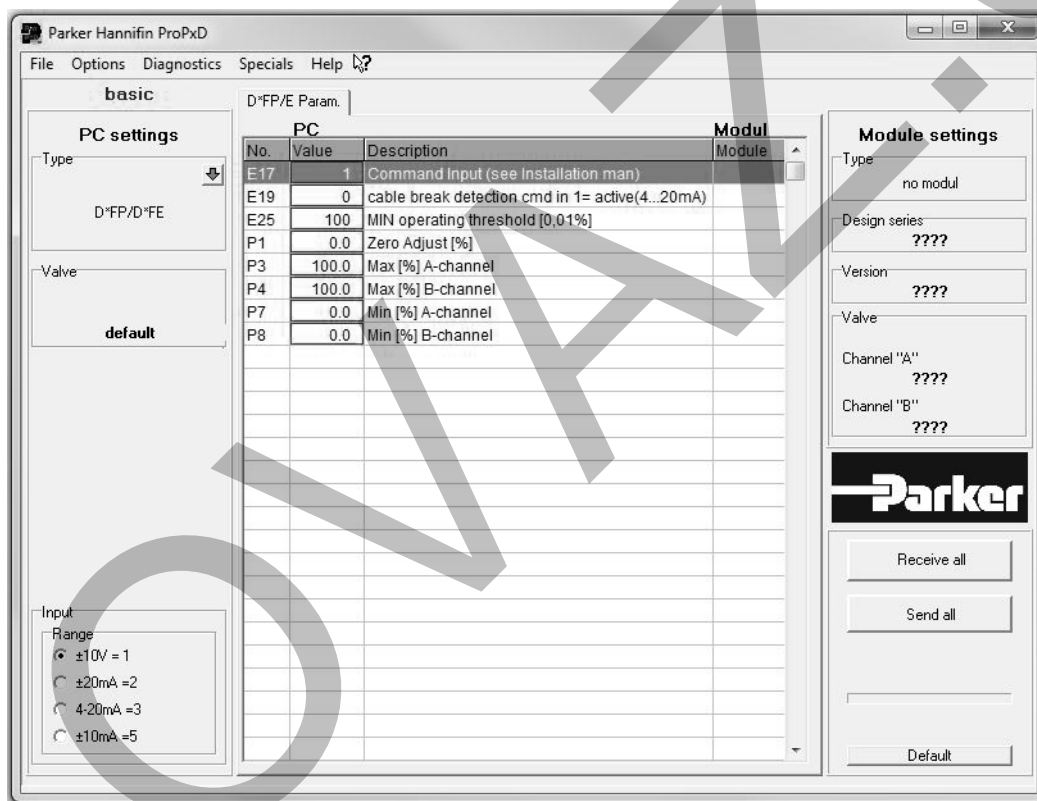 Parker Hannifin ProPxD
File Options Diagnostics Specials Help
basic
PC settings
Type
D*FP/D*FE
Valve
default
Input
Range
±10V = 1
±20mA =2
4-20mA =3
±10mA =5
D*FP/E Param.
PC Modul
No. Value Description Module
E17 1 Command Input (see Installation man)
E19 0 cable break detection cmd in 1= active(4...20mA)
E25 100 MIN operating threshold [0,01%]
P1 0.0 Zero Adjust [%]
P3 100.0 Max [%] A-channel
P4 100.0 Max [%] B-channel
P7 0.0 Min [%] A-channel
P8 0.0 Min [%] B-channel
Module settings
Type
no modul
Design series
????
Version
????
Valve
Channel "A"
????
Channel "B"
????
Parker
Receive all
Send all
Default
OVAZ.